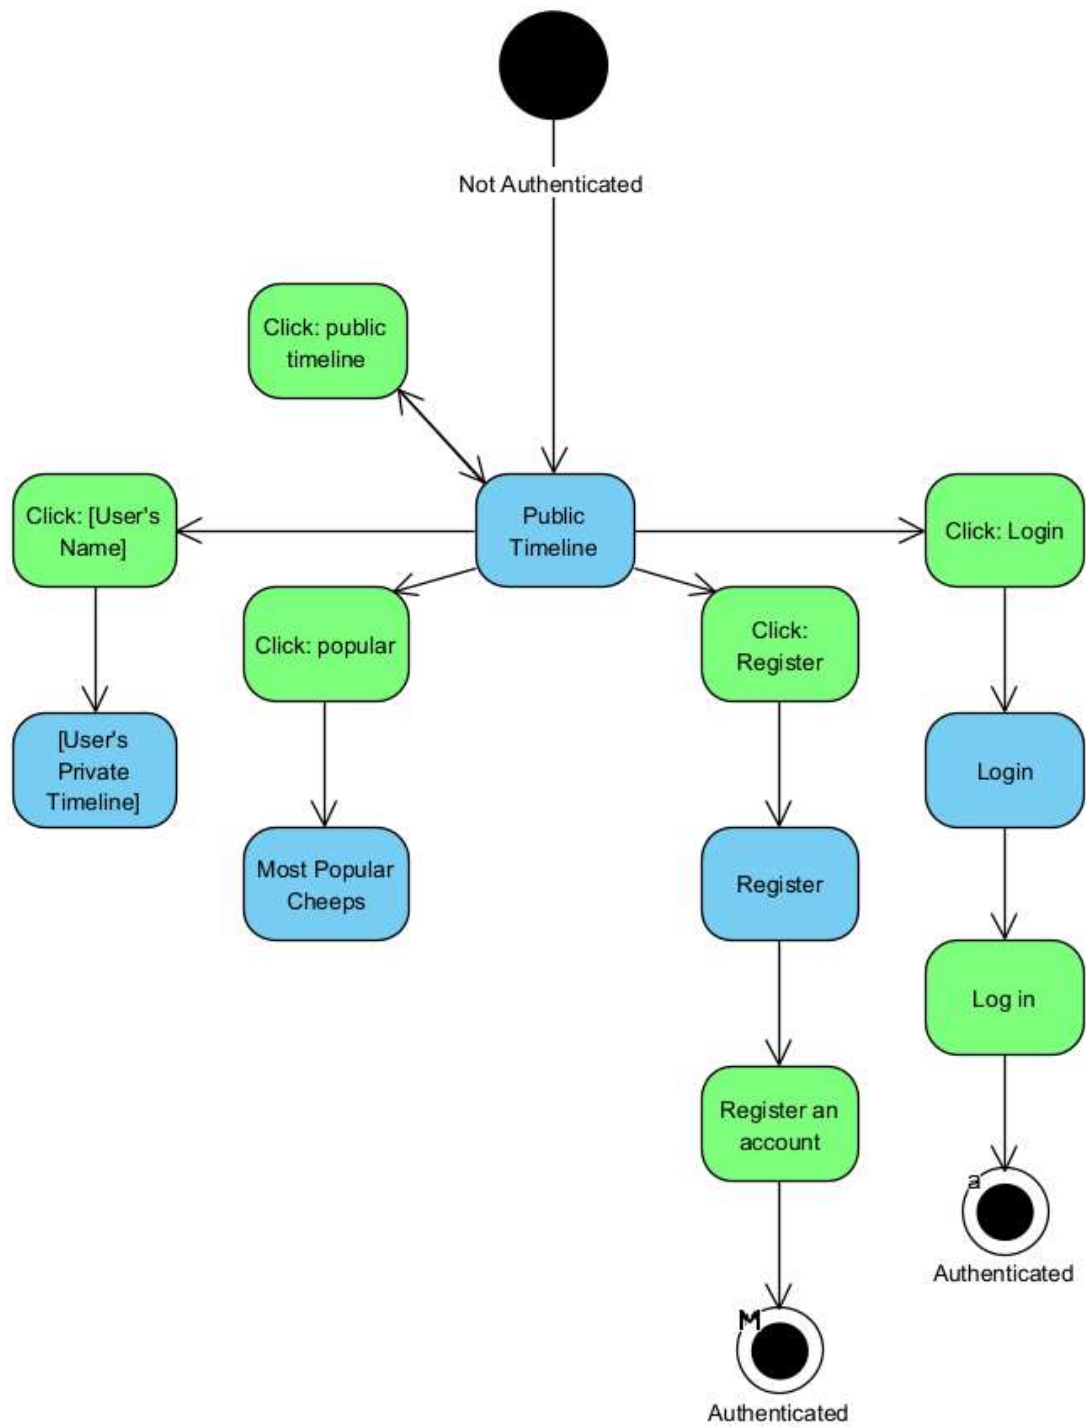 Not Authenticated
Click: public
timeline
Click: [User's
Name]
Public
Timeline
Click: Login
Click: popular
Click:
Register
[User's
Private
Timeline]
Login
Most Popular
Cheeps
Register
Log in
Register an
account
a
Authenticated
M
Authenticated